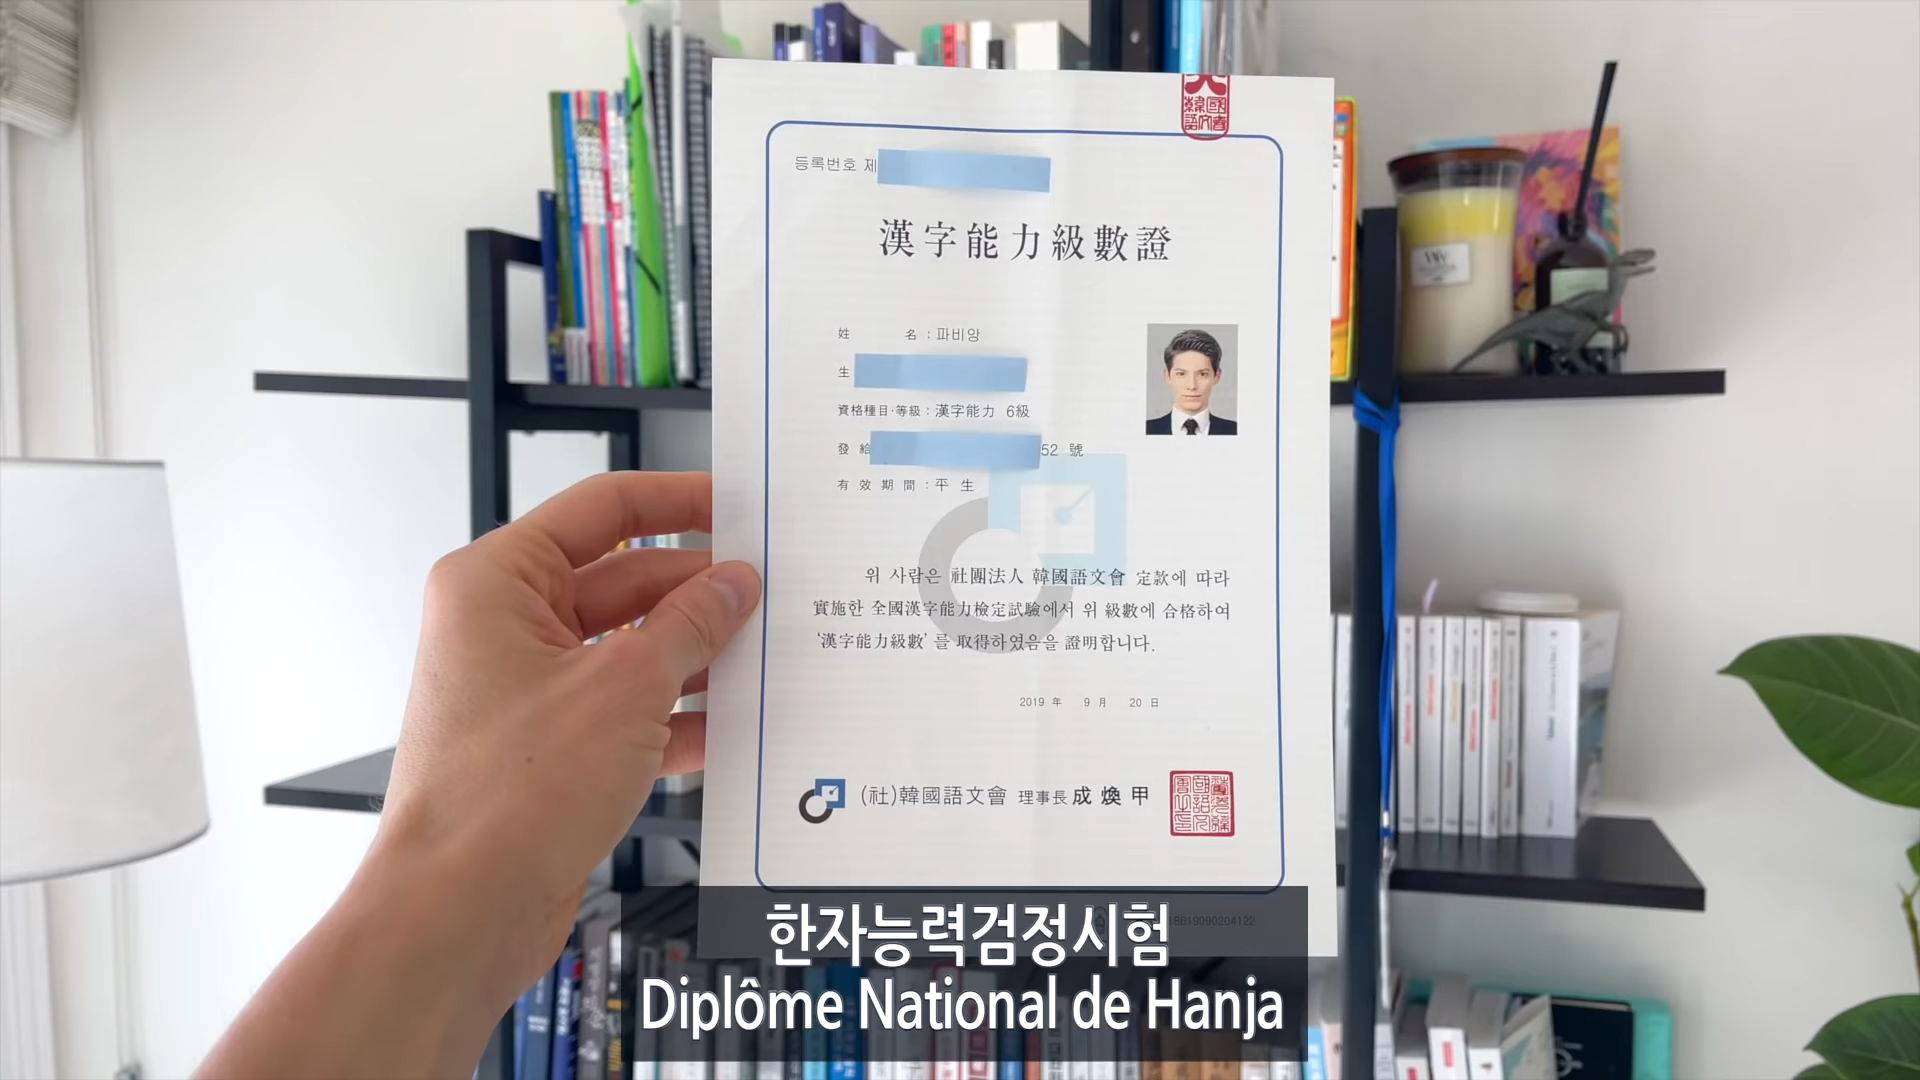 등록번호 제
漢字能力級數證
姓 名 : 파비앙
生
資格種目·等級 : 漢字能力 6級
發 給 52 號
有 效 期 間 : 平 生
위 사람은 社團法人 韓國語文會 定款에 따라
實施한 全國漢字能力檢定試驗에서 위 級數에 合格하여
‘漢字能力級數’를 取得하였음을 證明합니다.
2019 年 9 月 20 日
(社)韓國語文會 理事長 成 煥 甲
한자능력검정시험
Diplôme National de Hanja